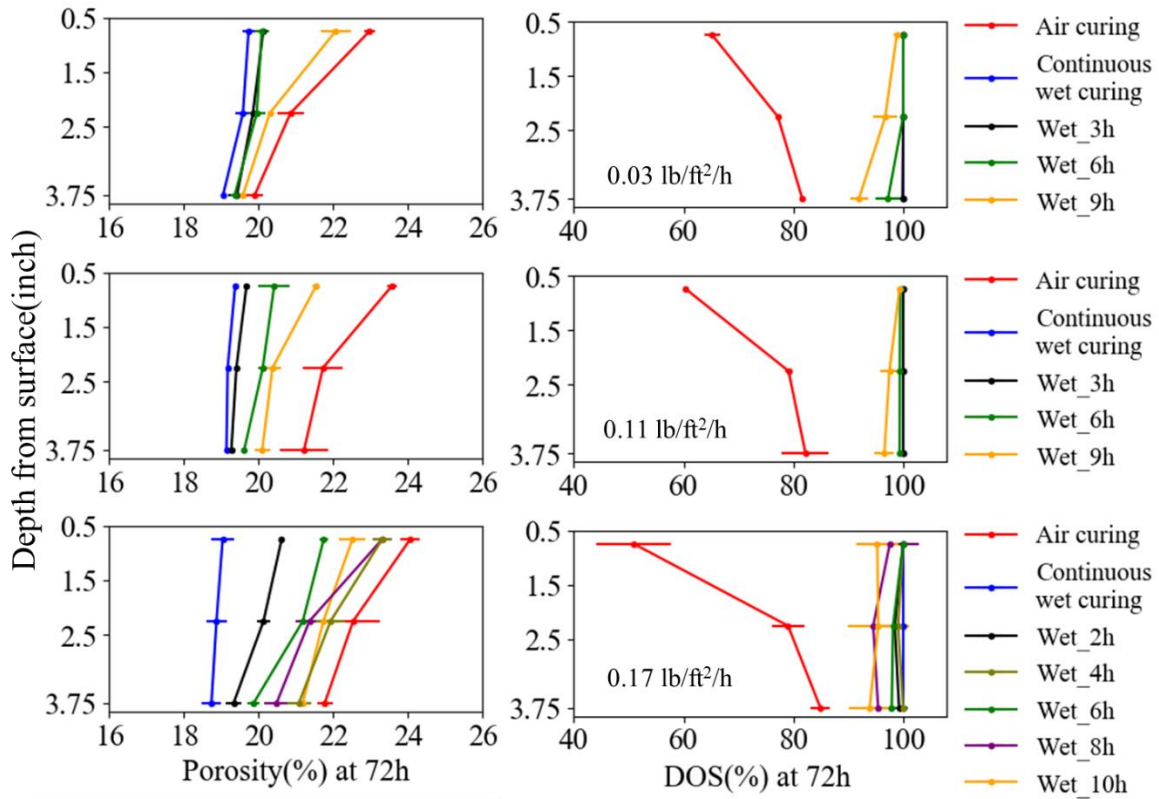 Depth from surface(inch)
0.5
1.5
2.5
3.75
16 18 20 22 24 26
0.5
1.5
2.5
3.75
0.03 lb/ft²/h
40 60 80 100
Air curing
Continuous
wet curing
Wet_3h
Wet_6h
Wet_9h
0.5
1.5
2.5
3.75
16 18 20 22 24 26
0.5
1.5
2.5
3.75
0.11 lb/ft²/h
40 60 80 100
Air curing
Continuous
wet curing
Wet_3h
Wet_6h
Wet_9h
0.5
1.5
2.5
3.75
16 18 20 22 24 26
Porosity(%) at 72h
0.5
1.5
2.5
3.75
0.17 lb/ft²/h
40 60 80 100
DOS(%) at 72h
Air curing
Continuous
wet curing
Wet_2h
Wet_4h
Wet_6h
Wet_8h
Wet_10h